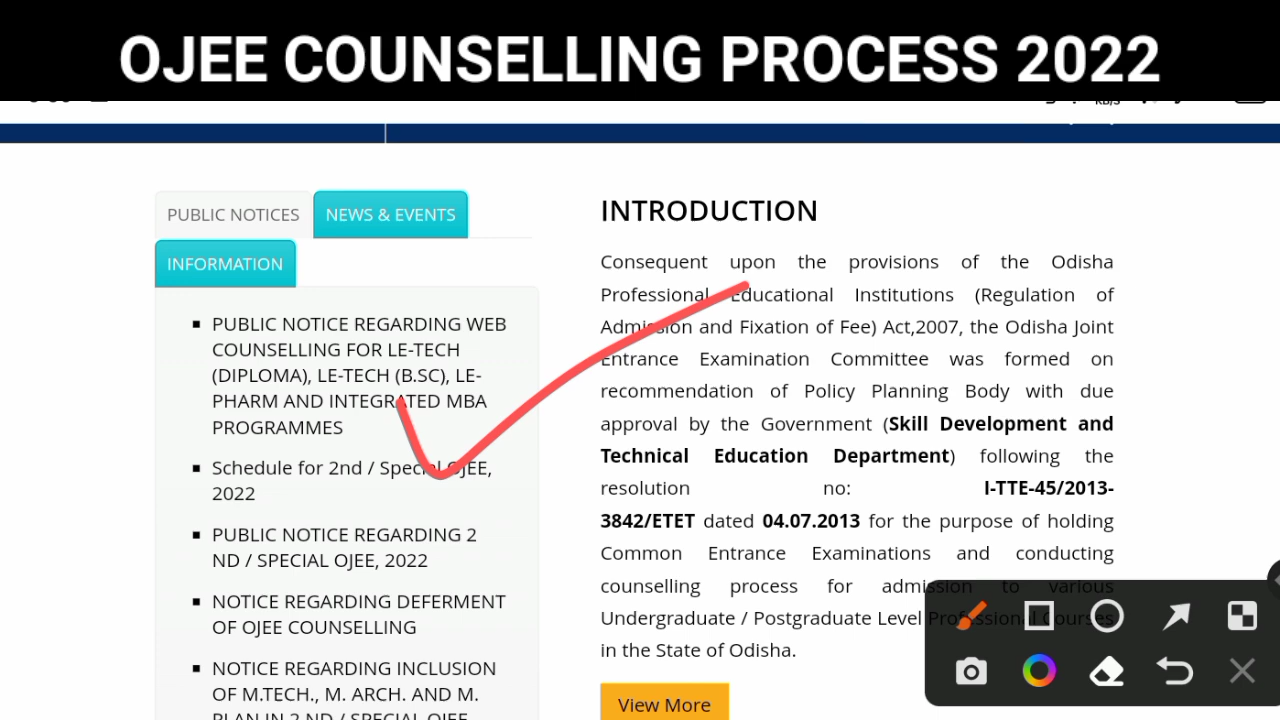 OJEE COUNSELLING PROCESS 2022
KB/S
PUBLIC NOTICES
NEWS & EVENTS
INFORMATION
PUBLIC NOTICE REGARDING WEB
COUNSELLING FOR LE-TECH
(DIPLOMA), LE-TECH (B.SC), LE-
PHARM AND INTEGRATED MBA
PROGRAMMES
Schedule for 2nd / Special OJEE,
2022
PUBLIC NOTICE REGARDING 2
ND / SPECIAL OJEE, 2022
NOTICE REGARDING DEFERMENT
OF OJEE COUNSELLING
NOTICE REGARDING INCLUSION
OF M.TECH., M. ARCH. AND M.
PLAN IN 2 ND / SPECIAL OJEE
INTRODUCTION
Consequent upon the provisions of the Odisha
Professional Educational Institutions (Regulation of
Admission and Fixation of Fee) Act,2007, the Odisha Joint
Entrance Examination Committee was formed on
recommendation of Policy Planning Body with due
approval by the Government (Skill Development and
Technical Education Department) following the
resolution no: I-TTE-45/2013-
3842/ETET dated 04.07.2013 for the purpose of holding
Common Entrance Examinations and conducting
counselling process for admission to various
Undergraduate / Postgraduate Level Professional Courses
in the State of Odisha.
View More